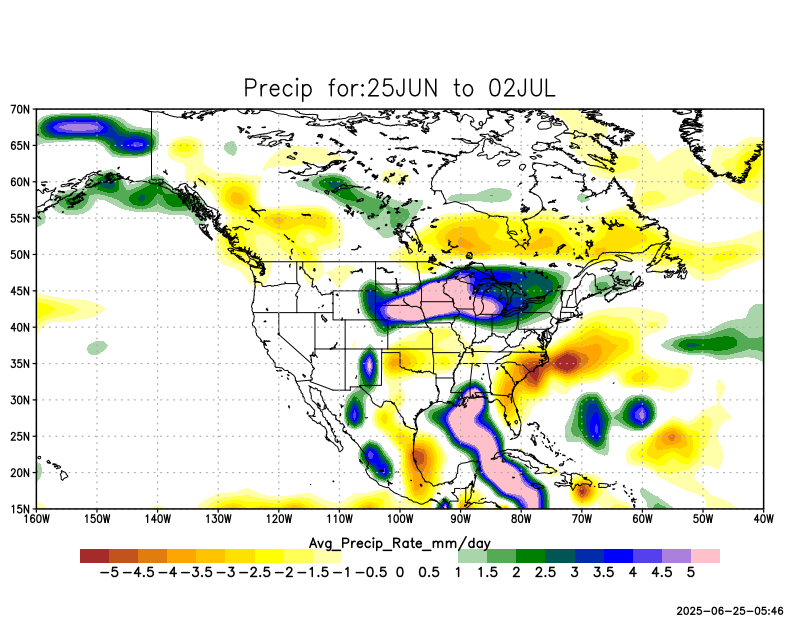 Precip for:25JUN to 02JUL
70N
65N
60N
55N
50N
45N
40N
35N
30N
25N
20N
15N
160W 150W 140W 130W 120W 110W 100W 90W 80W 70W 60W 50W 40W
Avg_Precip_Rate_mm/day
-5 -4.5 -4 -3.5 -3 -2.5 -2 -1.5 -1 -0.5 0 0.5 1 1.5 2 2.5 3 3.5 4 4.5 5
2025-06-25-05:46